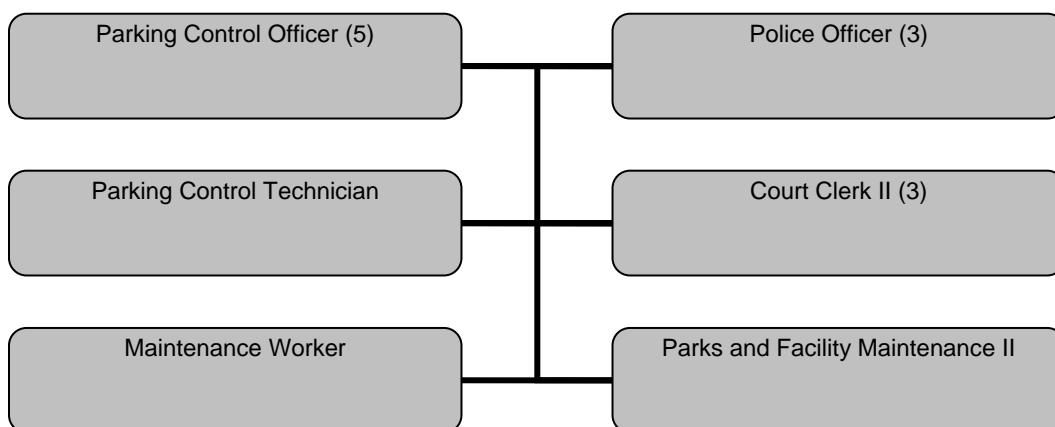 Parking Control Officer (5)
Police Officer (3)
Parking Control Technician
Court Clerk II (3)
Maintenance Worker
Parks and Facility Maintenance II